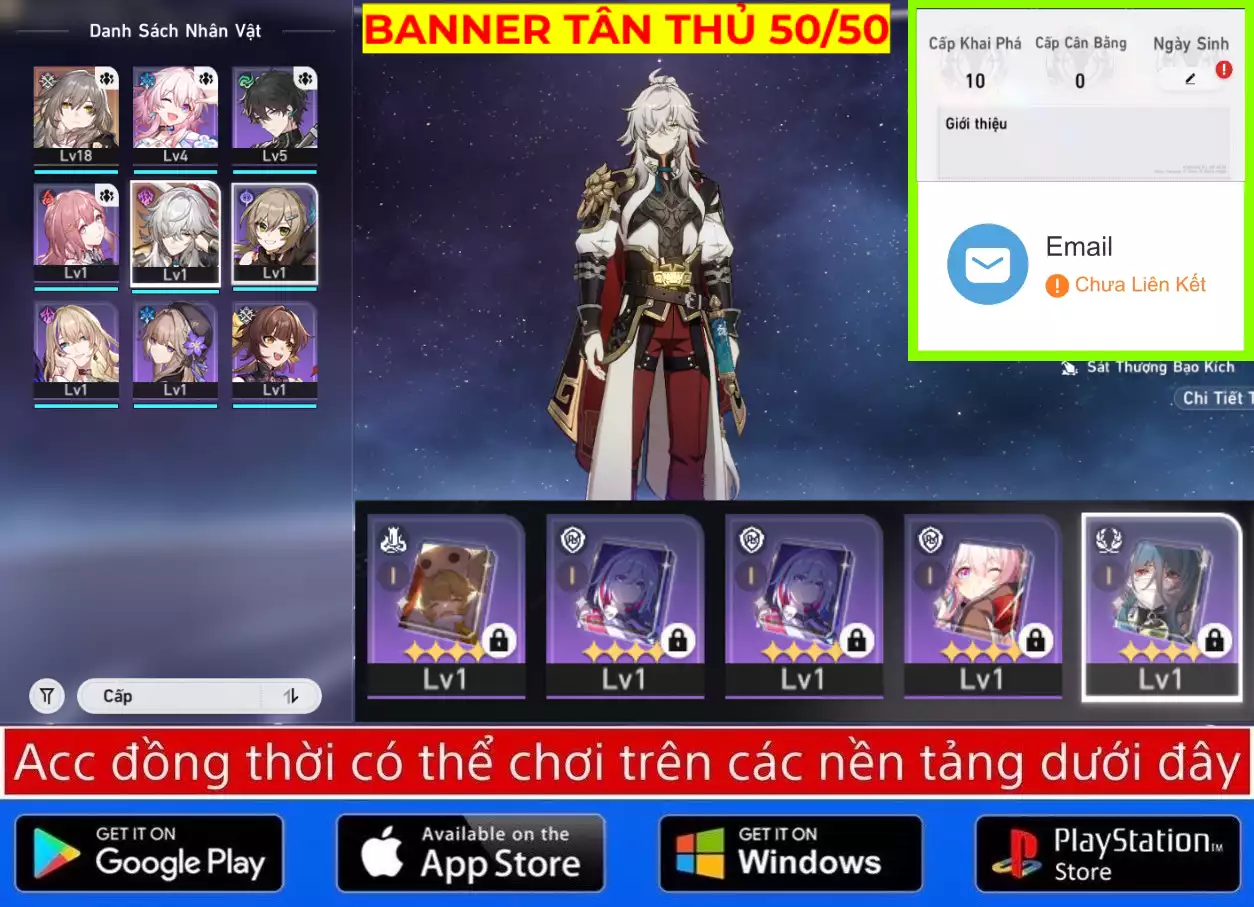 Danh Sách Nhân Vật
BANNER TÂN THỦ 50/50
Cấp Khai Phá
Cấp Cân Bằng
Ngày Sinh
10
0
Giới thiệu
Email
Chưa Liên Kết
Sát Thương Bạo Kích
Chi Tiết T
Lv18
Lv4
Lv5
Lv1
Lv1
Lv1
Lv1
Lv1
Lv1
Cấp
Lv1
Lv1
Lv1
Lv1
Lv1
Acc đồng thời có thể chơi trên các nền tảng dưới đây
GET IT ON
Google Play
Available on the
App Store
GET IT ON
Windows
PlayStation™
Store